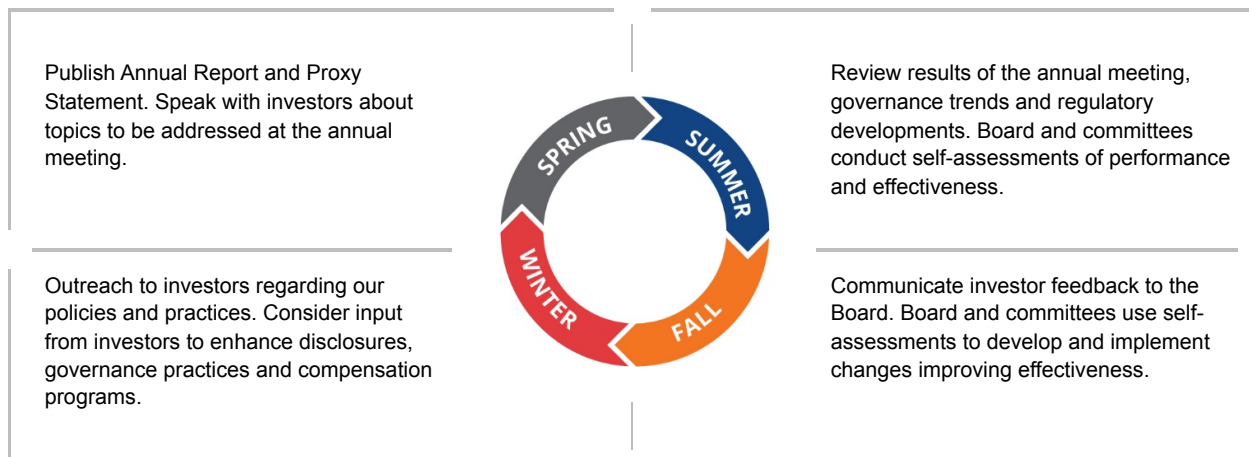 Publish Annual Report and Proxy
Statement. Speak with investors about
topics to be addressed at the annual
meeting.
SPRING
SUMMER
Review results of the annual meeting,
governance trends and regulatory
developments. Board and committees
conduct self-assessments of performance
and effectiveness.
Outreach to investors regarding our
policies and practices. Consider input
from investors to enhance disclosures,
governance practices and compensation
programs.
WINTER
FALL
Communicate investor feedback to the
Board. Board and committees use self-
assessments to develop and implement
changes improving effectiveness.